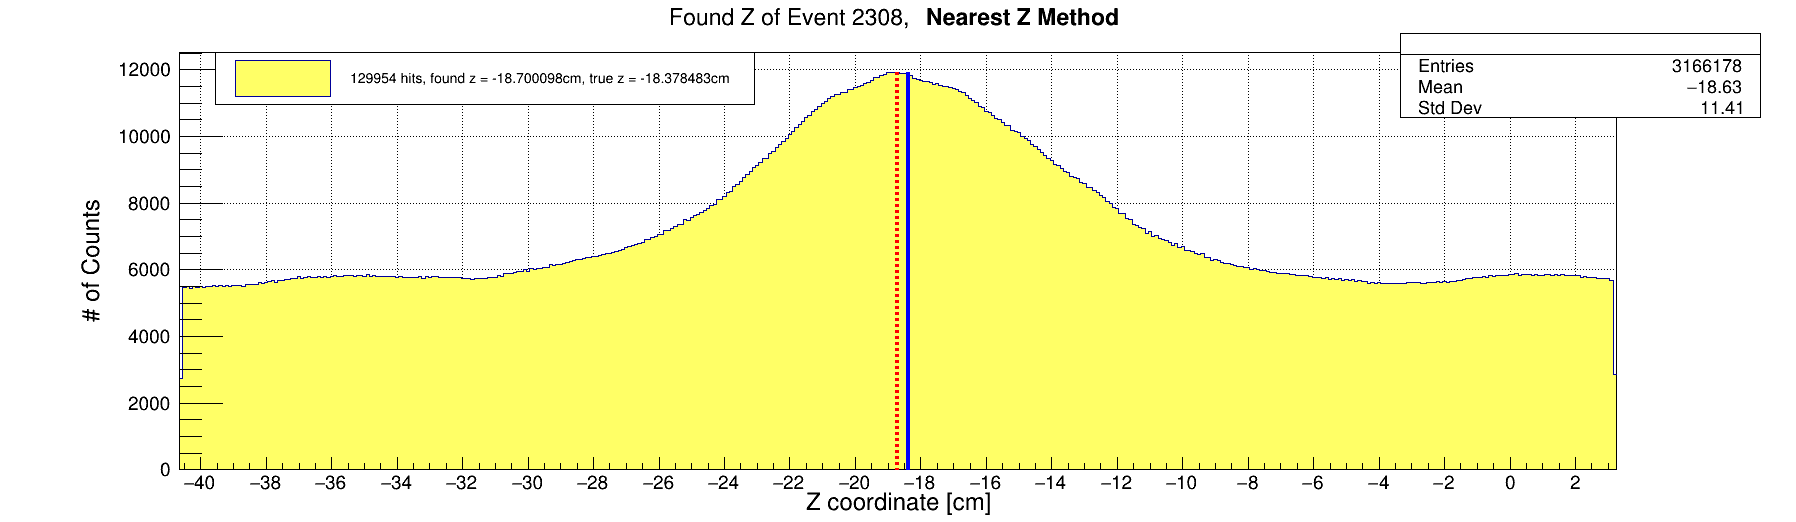 Found Z of Event 2308, Nearest Z Method
129954 hits, found z = -18.700098cm, true z = -18.378483cm
Entries 3166178
Mean −18.63
Std Dev 11.41
12000
10000
8000
6000
4000
2000
0
# of Counts
−40 −38 −36 −34 −32 −30 −28 −26 −24 −22 −20 −18 −16 −14 −12 −10 −8 −6 −4 −2 0 2
Z coordinate [cm]